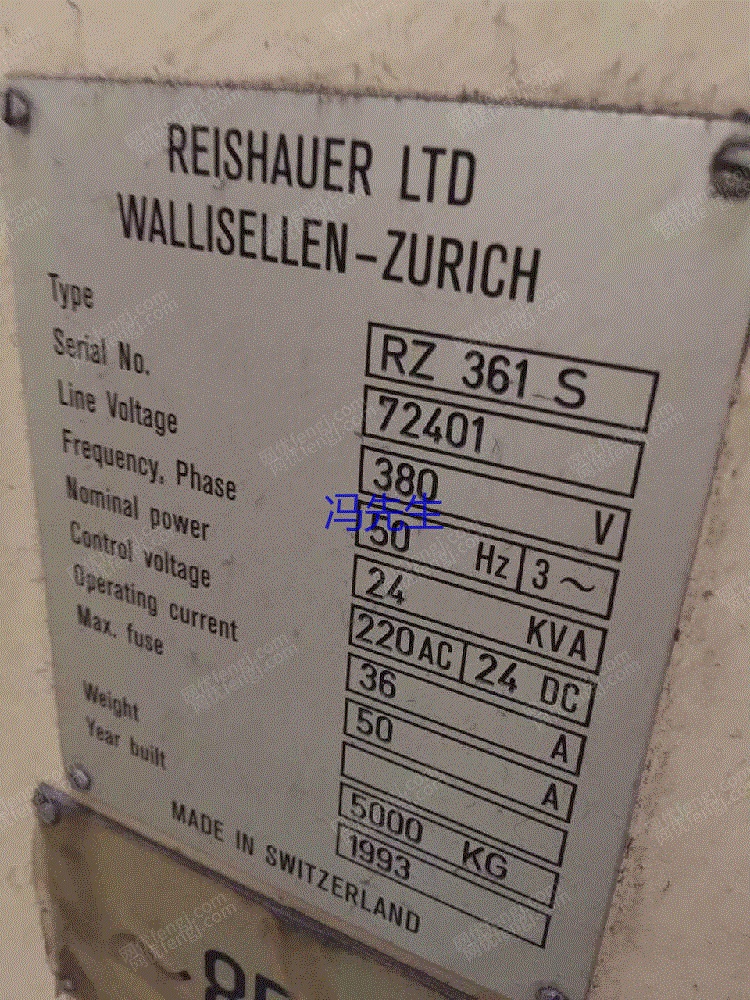 REISHAUER LTD
WALLISELLEN-ZURICH
Type RZ 361 S
Serial No. 72401
Line Voltage 380 V
Frequency, Phase 50 Hz 3~
Nominal power 24 KVA
Control voltage 220AC 24 DC
Operating current 36 A
Max. fuse 50 A
Weight 5000 KG
Year built 1993
MADE IN SWITZERLAND
冯先生